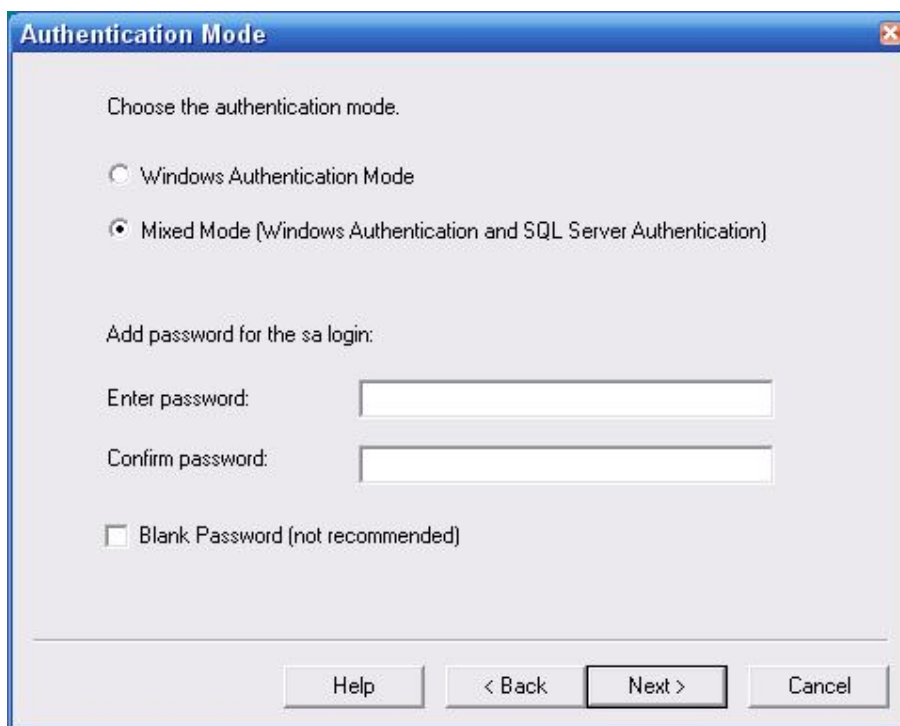 Authentication Mode
Choose the authentication mode.
Windows Authentication Mode
Mixed Mode (Windows Authentication and SQL Server Authentication)
Add password for the sa login:
Enter password:
Confirm password:
Blank Password (not recommended)
Help
< Back
Next >
Cancel